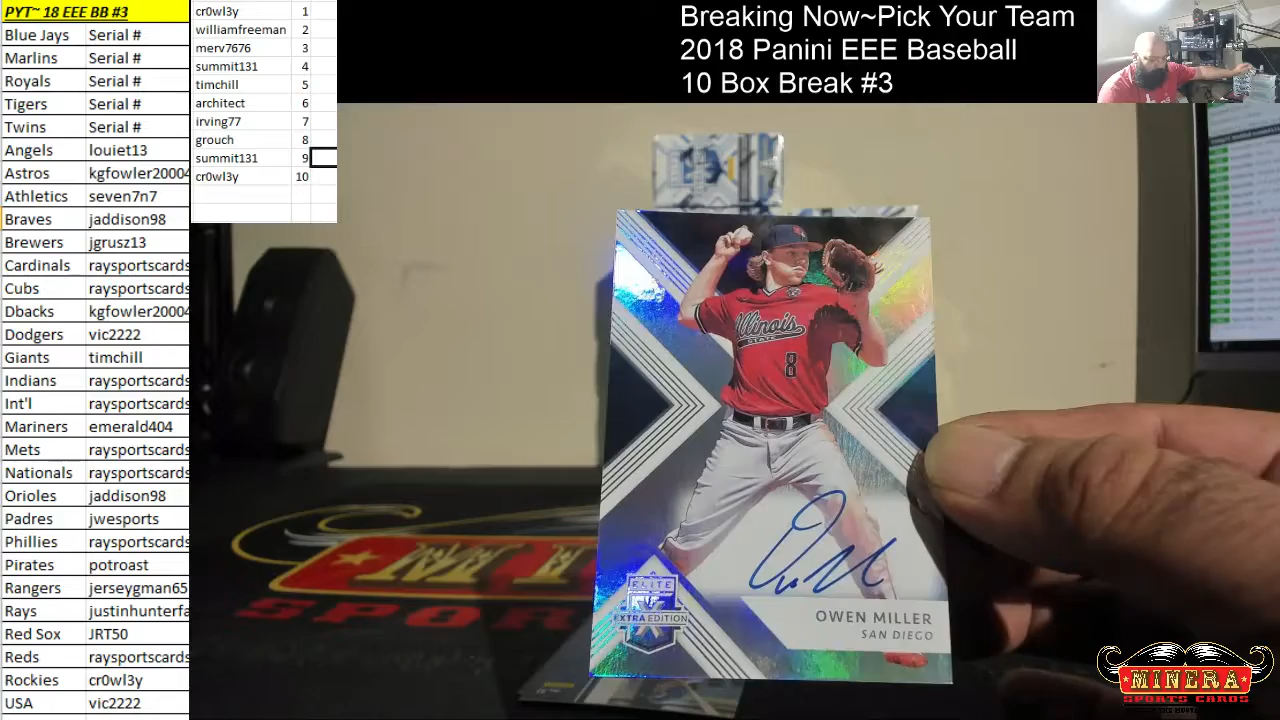 PYT~ 18 EEE BB #3
Blue Jays Serial #
Marlins Serial #
Royals Serial #
Tigers Serial #
Twins Serial #
Angels louiet13
Astros kgfowler20004
Athletics seven7n7
Braves jaddison98
Brewers jgrusz13
Cardinals raysportscards
Cubs raysportscards
Dbacks kgfowler20004
Dodgers vic2222
Giants timchill
Indians raysportscards
Int'l raysportscards
Mariners emerald404
Mets raysportscards
Nationals raysportscards
Orioles jaddison98
Padres jwesports
Phillies raysportscards
Pirates potroast
Rangers jerseygman65
Rays justinhunterfa
Red Sox JRT50
Reds raysportscards
Rockies cr0wl3y
USA vic2222
cr0wl3y 1
williamfreeman 2
merv7676 3
summit131 4
timchill 5
architect 6
irving77 7
grouch 8
summit131 9
cr0wl3y 10
Breaking Now~Pick Your Team
2018 Panini EEE Baseball
10 Box Break #3
Illinois
STATE
8
ELITE
EXTRA EDITION
OWEN MILLER
SAN DIEGO
MINERA
SPORTS CARDS